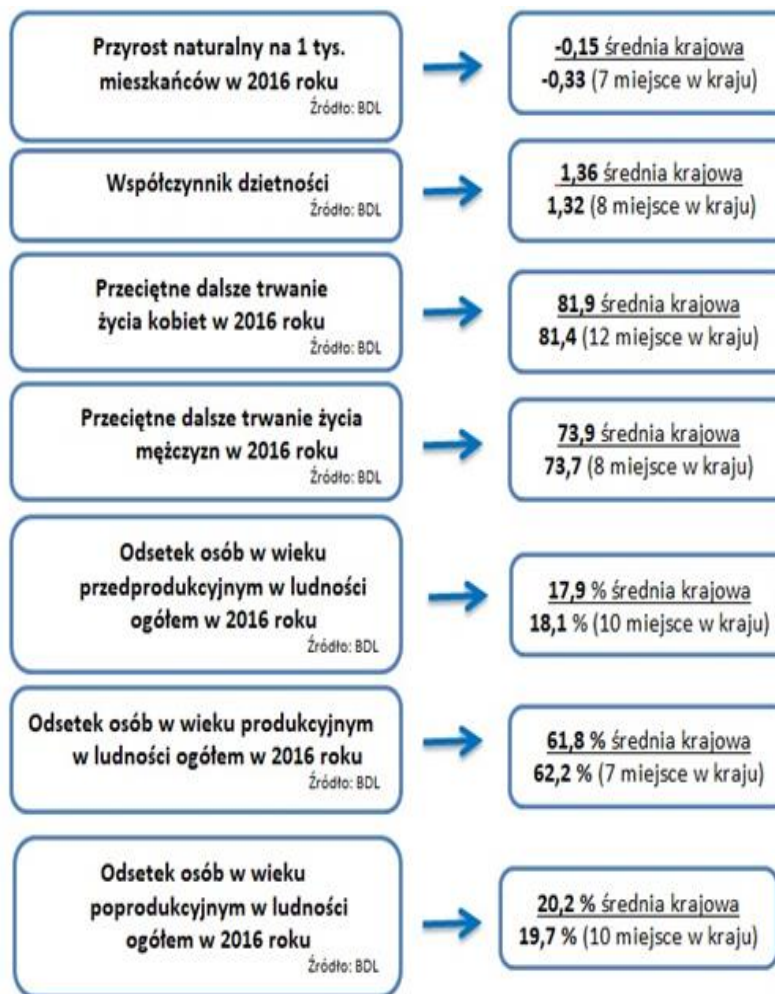 Przyrost naturalny na 1 tys.
mieszkańców w 2016 roku
Źródło: BDL
-0,15 średnia krajowa
-0,33 (7 miejsce w kraju)
Współczynnik dzietności
Źródło: BDL
1,36 średnia krajowa
1,32 (8 miejsce w kraju)
Przeciętne dalsze trwanie
życia kobiet w 2016 roku
Źródło: BDL
81,9 średnia krajowa
81,4 (12 miejsce w kraju)
Przeciętne dalsze trwanie życia
mężczyzn w 2016 roku
Źródło: BDL
73,9 średnia krajowa
73,7 (8 miejsce w kraju)
Odsetek osób w wieku
przedprodukcyjnym w ludności
ogółem w 2016 roku
Źródło: BDL
17,9 % średnia krajowa
18,1 % (10 miejsce w kraju)
Odsetek osób w wieku produkcyjnym
w ludności ogółem w 2016 roku
Źródło: BDL
61,8 % średnia krajowa
62,2 % (7 miejsce w kraju)
Odsetek osób w wieku
poprodukcyjnym w ludności
ogółem w 2016 roku
Źródło: BDL
20,2 % średnia krajowa
19,7 % (10 miejsce w kraju)